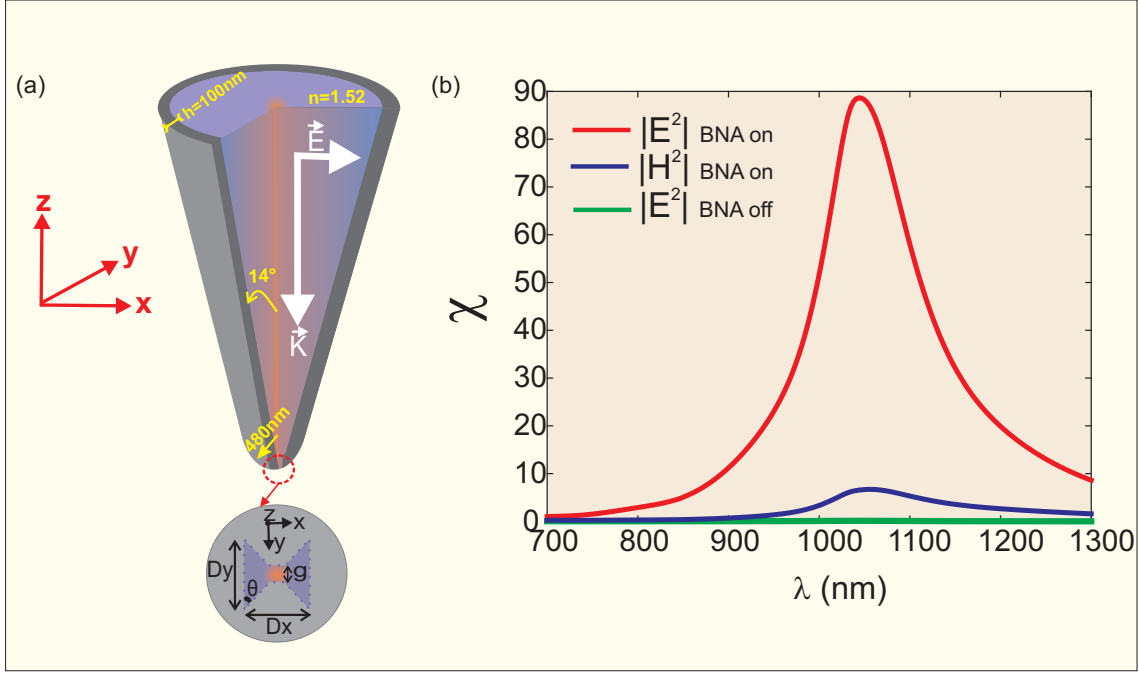 (a)
h=100nm
n=1.52
E
14°
K
480nm
z
y
x
z
x
y
Dy
θ
g
Dx
(b)
90
80
70
60
50
40
30
20
10
0
χ
|E²| BNA on
|H²| BNA on
|E²| BNA off
700 800 900 1000 1100 1200 1300
λ (nm)